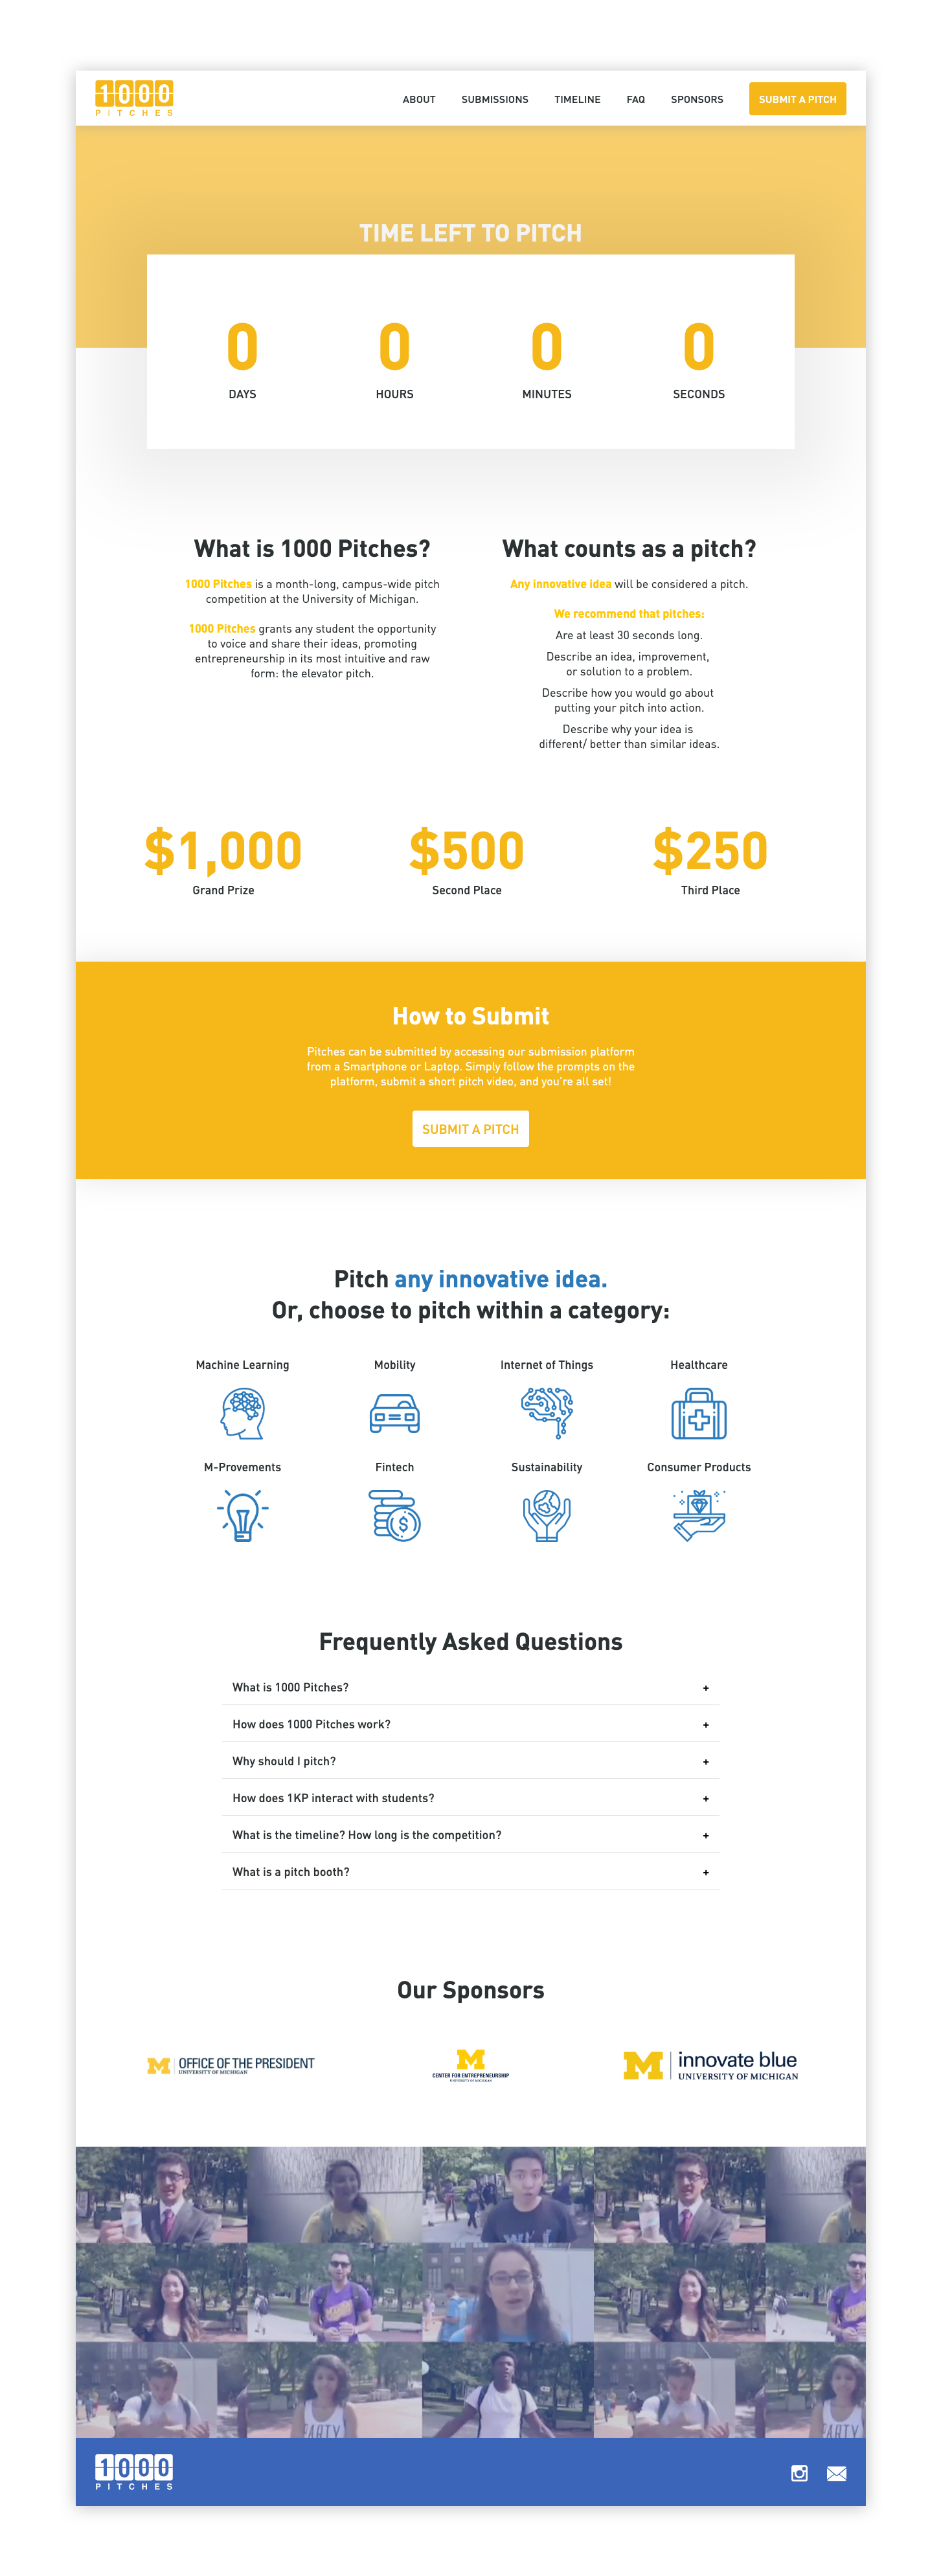 1000
PITCHES
ABOUT SUBMISSIONS TIMELINE FAQ SPONSORS SUBMIT A PITCH
TIME LEFT TO PITCH
0 0 0 0
DAYS HOURS MINUTES SECONDS
What is 1000 Pitches?
1000 Pitches is a month-long, campus-wide pitch
competition at the University of Michigan.
1000 Pitches grants any student the opportunity
to voice and share their ideas, promoting
entrepreneurship in its most intuitive and raw
form: the elevator pitch.
What counts as a pitch?
Any innovative idea will be considered a pitch.
We recommend that pitches:
Are at least 30 seconds long.
Describe an idea, improvement,
or solution to a problem.
Describe how you would go about
putting your pitch into action.
Describe why your idea is
different/ better than similar ideas.
$1,000 $500 $250
Grand Prize Second Place Third Place
How to Submit
Pitches can be submitted by accessing our submission platform
from a Smartphone or Laptop. Simply follow the prompts on the
platform, submit a short pitch video, and you're all set!
SUBMIT A PITCH
Pitch any innovative idea.
Or, choose to pitch within a category:
Machine Learning Mobility Internet of Things Healthcare
M-Provements Fintech Sustainability Consumer Products
Frequently Asked Questions
What is 1000 Pitches? +
How does 1000 Pitches work? +
Why should I pitch? +
How does 1KP interact with students? +
What is the timeline? How long is the competition? +
What is a pitch booth? +
Our Sponsors
M OFFICE OF THE PRESIDENT
UNIVERSITY OF MICHIGAN
M
CENTER FOR ENTREPRENEURSHIP
UNIVERSITY OF MICHIGAN
M innovate blue
UNIVERSITY OF MICHIGAN
1000
PITCHES